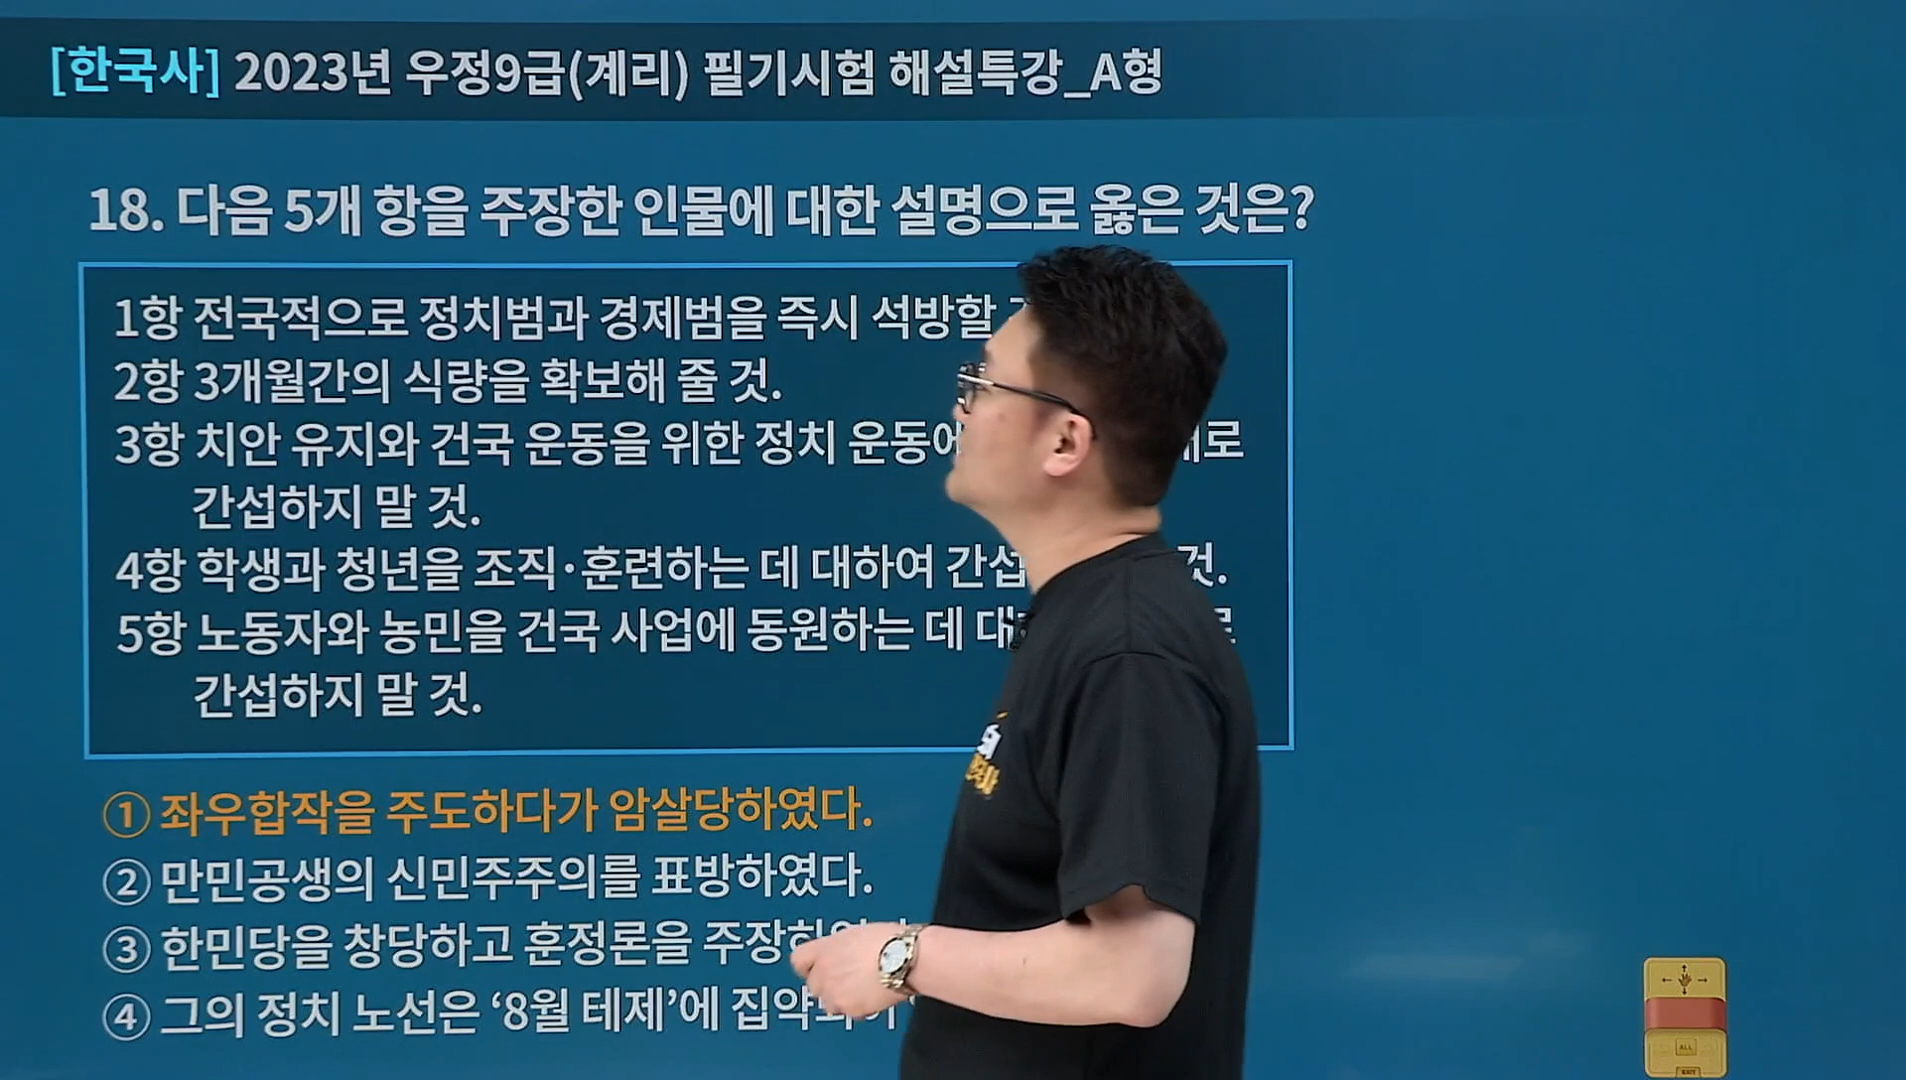 [한국사] 2023년 우정9급(계리) 필기시험 해설특강_A형
18. 다음 5개 항을 주장한 인물에 대한 설명으로 옳은 것은?
1항 전국적으로 정치범과 경제범을 즉시 석방할
2항 3개월간의 식량을 확보해 줄 것.
3항 치안 유지와 건국 운동을 위한 정치 운동에
간섭하지 말 것.
4항 학생과 청년을 조직·훈련하는 데 대하여 것.
5항 노동자와 농민을 건국 사업에 동원하는 데
간섭하지 말 것.
① 좌우합작을 주도하다가 암살당하였다.
② 만민공생의 신민주주의를 표방하였다.
③ 한민당을 창당하고 훈정론을
④ 그의 정치 노선은 ‘8월 테제’에
ALL
EXIT